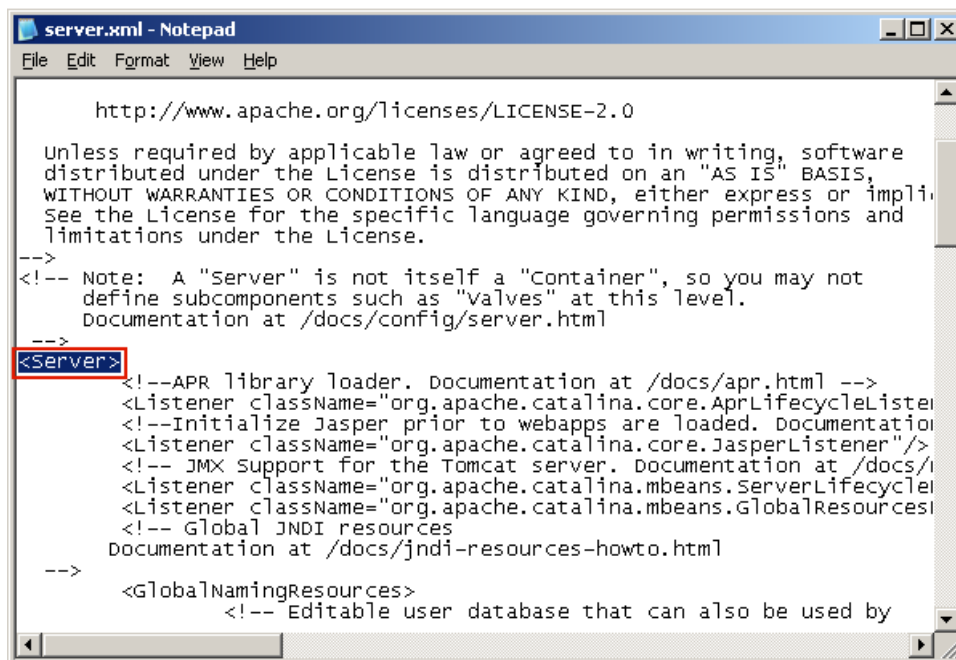 server.xml - Notepad
File Edit Format View Help
http://www.apache.org/licenses/LICENSE-2.0
Unless required by applicable law or agreed to in writing, software
distributed under the License is distributed on an "AS IS" BASIS,
WITHOUT WARRANTIES OR CONDITIONS OF ANY KIND, either express or impli
See the License for the specific language governing permissions and
limitations under the License.
-->
<!-- Note:  A "Server" is not itself a "Container", so you may not
define subcomponents such as "Valves" at this level.
Documentation at /docs/config/server.html
-->
<Server>
<!--APR library loader. Documentation at /docs/apr.html -->
<Listener className="org.apache.catalina.core.AprLifecycleListe
<!--Initialize Jasper prior to webapps are loaded. Documentatio
<Listener className="org.apache.catalina.core.JasperListener"/>
<!-- JMX Support for the Tomcat server. Documentation at /docs/
<Listener className="org.apache.catalina.mbeans.ServerLifecycle
<Listener className="org.apache.catalina.mbeans.GlobalResources
<!-- Global JNDI resources
Documentation at /docs/jndi-resources-howto.html
-->
<GlobalNamingResources>
<!-- Editable user database that can also be used by